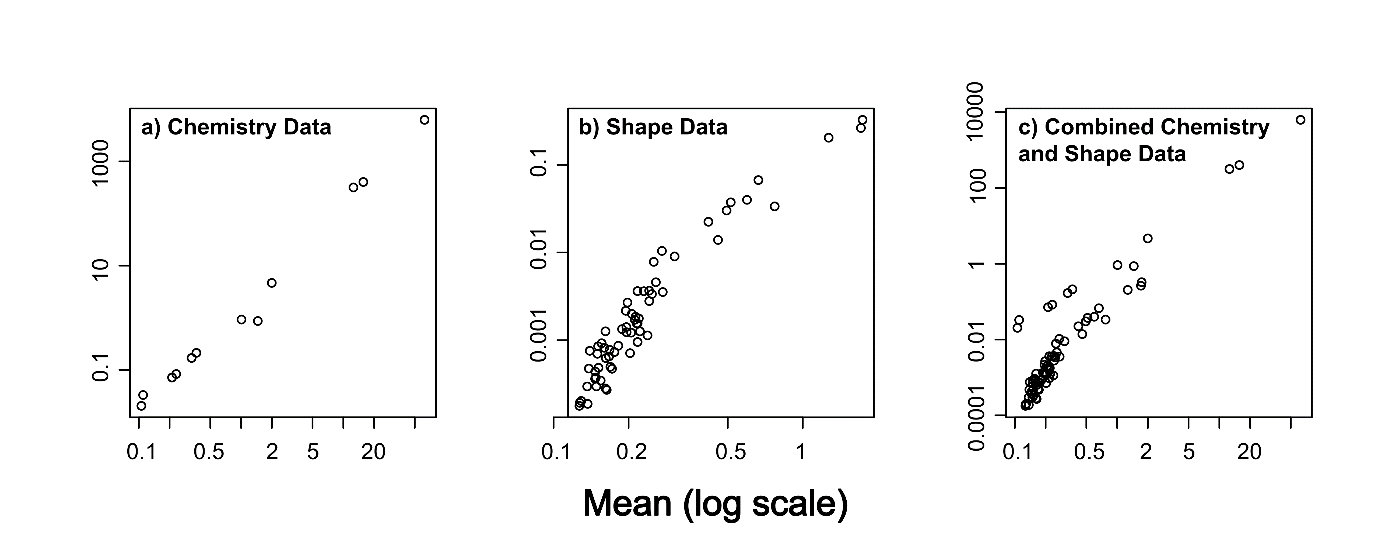 a) Chemistry Data
1000
10
0.1
0.1 0.5 2 5 20
b) Shape Data
0.1
0.01
0.001
0.1 0.2 0.5 1
c) Combined Chemistry
and Shape Data
10000
100
1
0.01
0.0001
0.1 0.5 2 5 20
Mean (log scale)